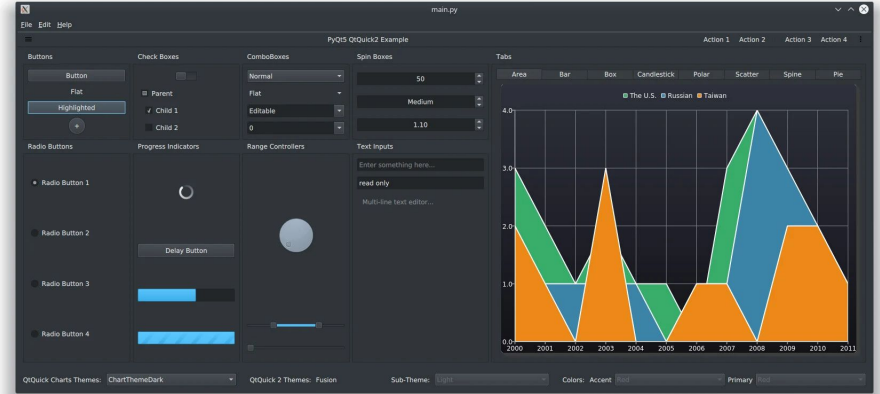 main.py
File Edit Help
PyQt5 QtQuick2 Example
Action 1 Action 2 Action 3 Action 4
Buttons
Button
Flat
Highlighted
+
Check Boxes
Parent
Child 1
Child 2
ComboBoxes
Normal
Flat
Editable
0
Spin Boxes
50
Medium
1.10
Radio Buttons
Radio Button 1
Radio Button 2
Radio Button 3
Radio Button 4
Progress Indicators
Delay Button
Range Controllers
Text Inputs
Enter something here...
read only
Multi-line text editor...
Tabs
Area Bar Box Candlestick Polar Scatter Spine Pie
The U.S. Russian Taiwan
4.0
3.0
2.0
1.0
0.0
2000 2001 2002 2003 2004 2005 2006 2007 2008 2009 2010 2011
QtQuick Charts Themes: ChartThemeDark QtQuick 2 Themes: Fusion Sub-Theme: Light Colors: Accent Red Primary Red